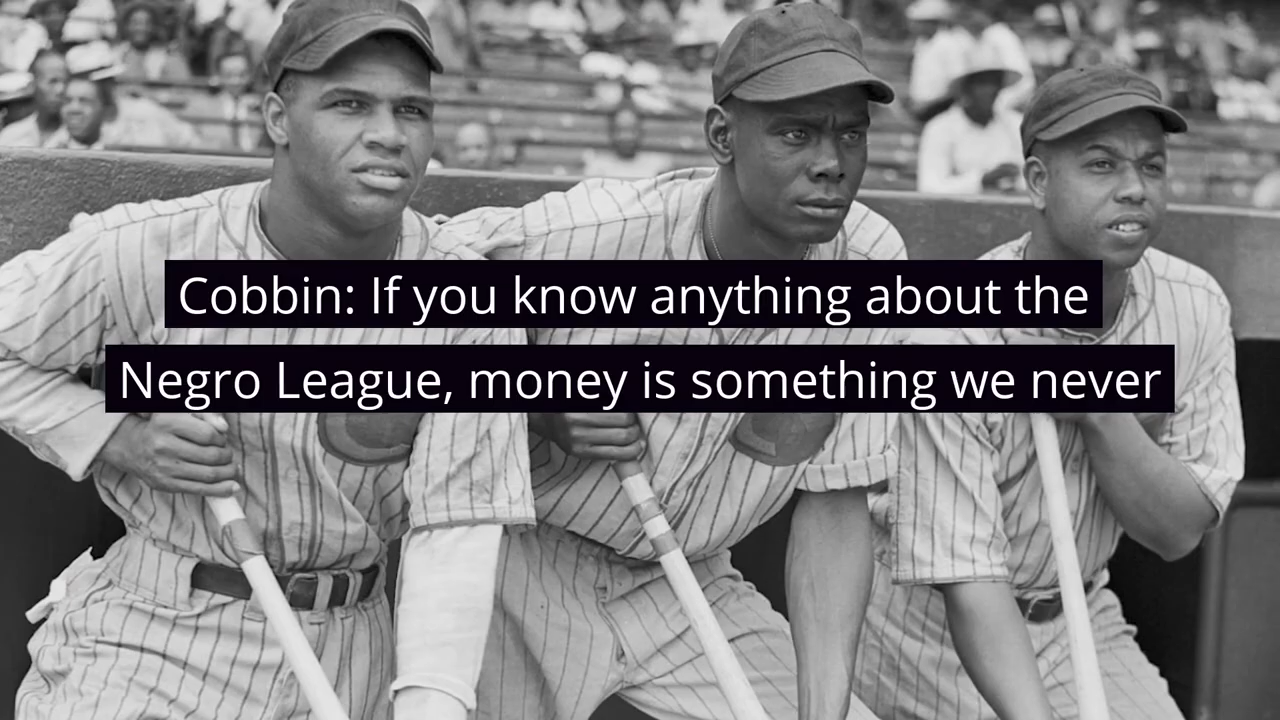 Cobbin: If you know anything about the
Negro League, money is something we never